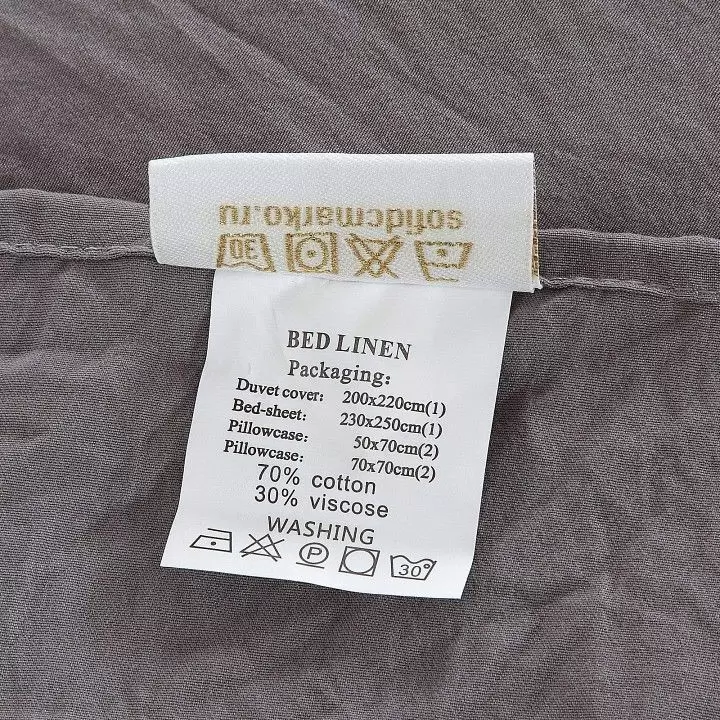 sofidemarko.ru
30
BED LINEN
Packaging:
Duvet cover: 200x220cm(1)
Bed-sheet: 230x250cm(1)
Pillowcase: 50x70cm(2)
Pillowcase: 70x70cm(2)
70% cotton
30% viscose
WASHING
P 30°